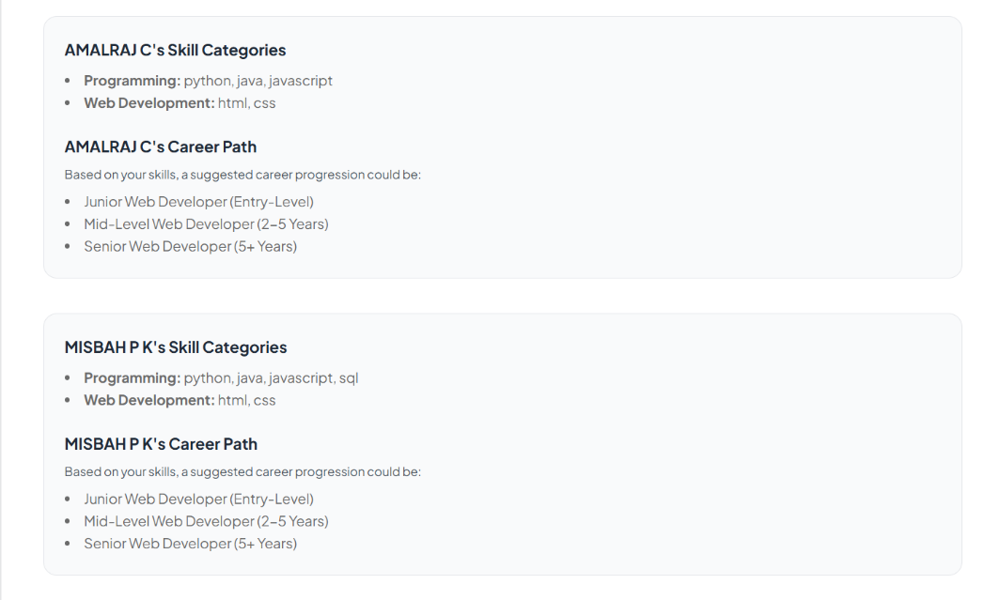 AMALRAJ C's Skill Categories
• Programming: python, java, javascript
• Web Development: html, css
AMALRAJ C's Career Path
Based on your skills, a suggested career progression could be:
• Junior Web Developer (Entry-Level)
• Mid-Level Web Developer (2–5 Years)
• Senior Web Developer (5+ Years)
MISBAH P K's Skill Categories
• Programming: python, java, javascript, sql
• Web Development: html, css
MISBAH P K's Career Path
Based on your skills, a suggested career progression could be:
• Junior Web Developer (Entry-Level)
• Mid-Level Web Developer (2–5 Years)
• Senior Web Developer (5+ Years)